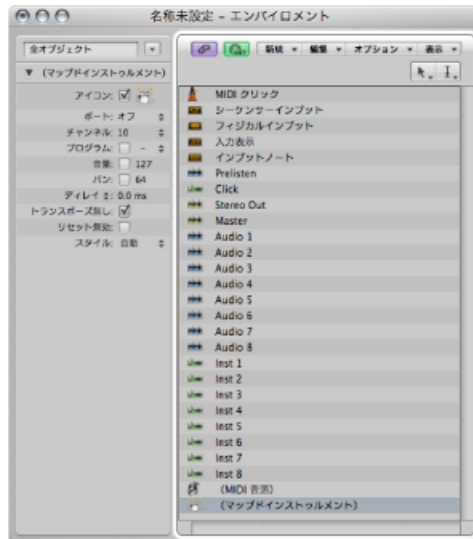 名称未設定 - エンバイロメント
全オブジェクト
新規 編集 オプション 表示
▼ (マップドインストゥルメント)
アイコン:
ポート: オフ
チャンネル: 10
プログラム: -
音量: 127
パン: 64
ディレイ: 0.0 ms
トランスポーズ無し:
リセット無効:
スタイル: 自動
MIDI クリック
シーケンサーインプット
フィジカルインプット
入力表示
インプットノート
Prelisten
Click
Stereo Out
Master
Audio 1
Audio 2
Audio 3
Audio 4
Audio 5
Audio 6
Audio 7
Audio 8
Inst 1
Inst 2
Inst 3
Inst 4
Inst 5
Inst 6
Inst 7
Inst 8
(MIDI 音源)
(マップドインストゥルメント)